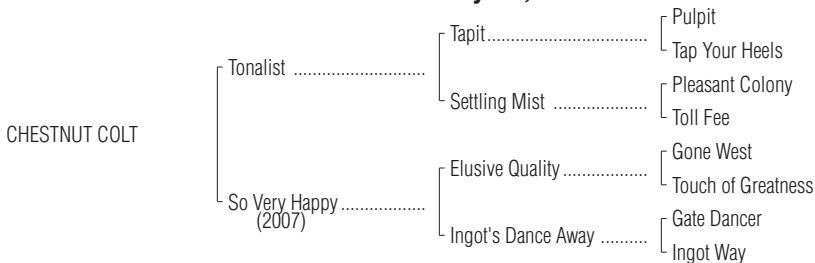 Pulpit
Tapit
Tap Your Heels
Tonalist
Pleasant Colony
Settling Mist
Toll Fee
CHESTNUT COLT
Gone West
Elusive Quality
Touch of Greatness
So Very Happy
(2007)
Gate Dancer
Ingot's Dance Away
Ingot Way